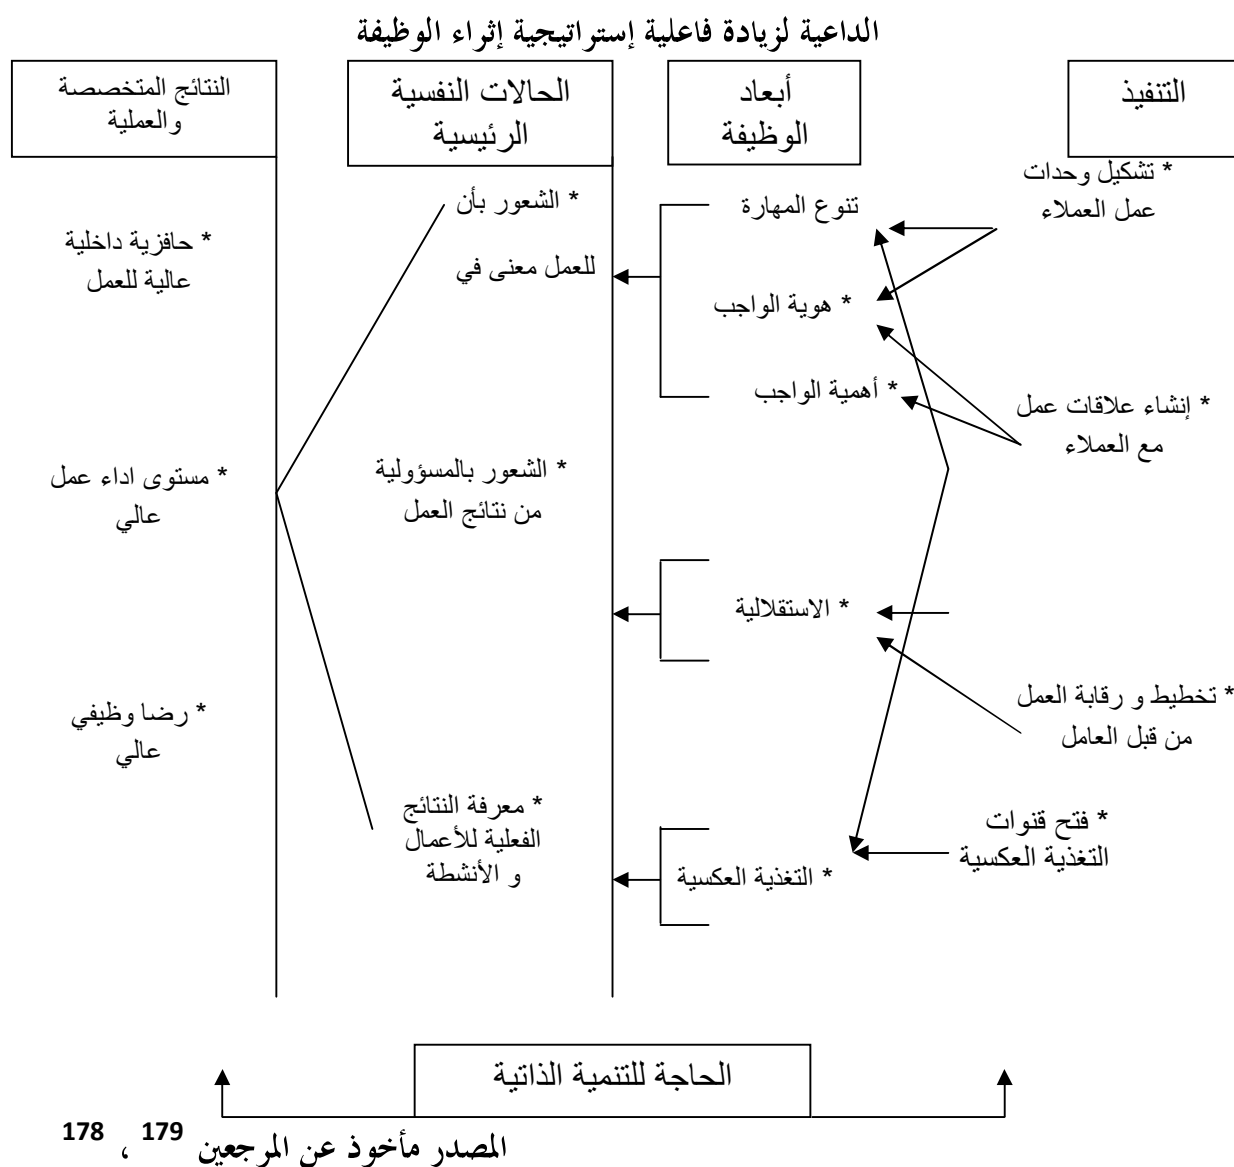 الداعية لزيادة فاعلية إستراتيجية إثراء الوظيفة
التنفيذ
* تشكيل وحدات
عمل العملاء
* إنشاء علاقات عمل
مع العملاء
* تخطيط و رقابة العمل
من قبل العامل
* فتح قنوات
التغذية العكسية
أبعاد
الوظيفة
تنوع المهارة
* هوية الواجب
* أهمية الواجب
* الاستقلالية
* التغذية العكسية
الحالات النفسية
الرئيسية
* الشعور بأن
للعمل معنى في
* الشعور بالمسؤولية
من نتائج العمل
* معرفة النتائج
الفعلية للأعمال
و الأنشطة
النتائج المتخصصة
والعملية
* حافزية داخلية
عالية للعمل
* مستوى اداء عمل
عالي
* رضا وظيفي
عالي
الحاجة للتنمية الذاتية
المصدر مأخوذ عن المرجعين 179 ، 178